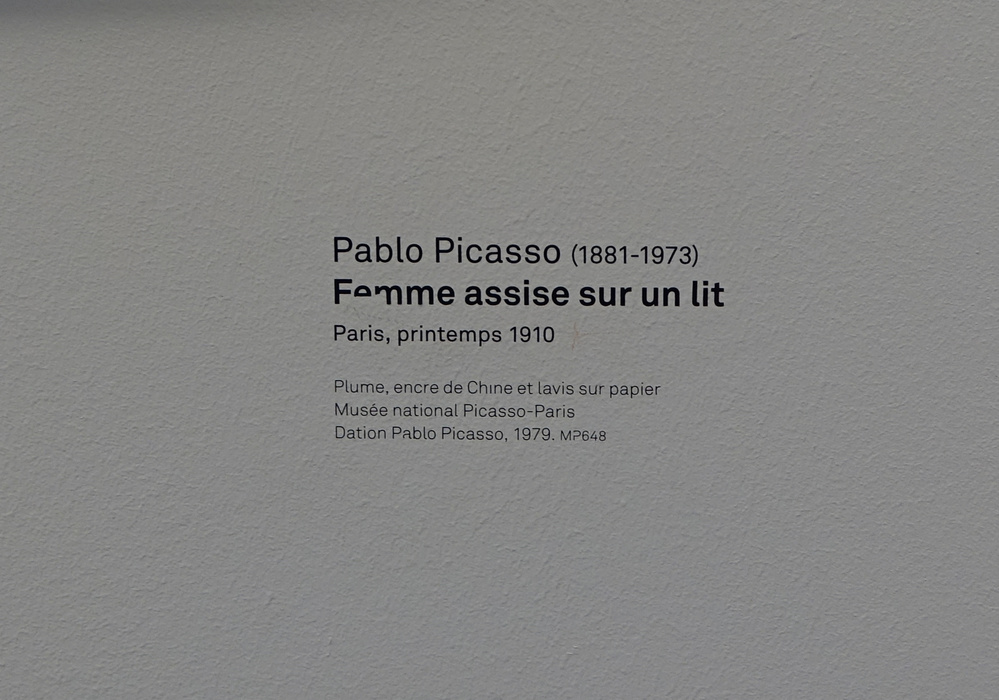 Pablo Picasso (1881-1973)
Femme assise sur un lit
Paris, printemps 1910
Plume, encre de Chine et lavis sur papier
Musée national Picasso-Paris
Dation Pablo Picasso, 1979. MP648